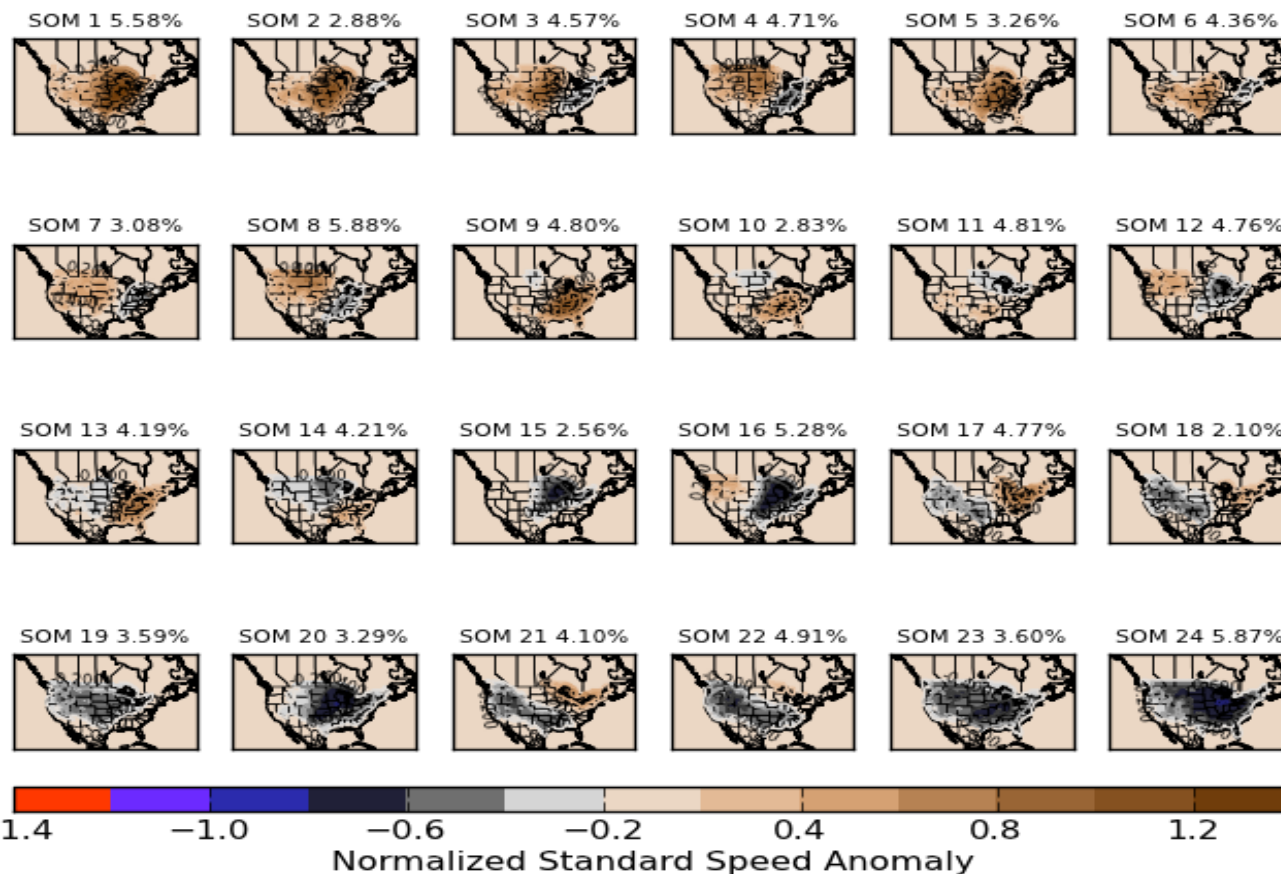 SOM 1 5.58% SOM 2 2.88% SOM 3 4.57% SOM 4 4.71% SOM 5 3.26% SOM 6 4.36%
SOM 7 3.08% SOM 8 5.88% SOM 9 4.80% SOM 10 2.83% SOM 11 4.81% SOM 12 4.76%
SOM 13 4.19% SOM 14 4.21% SOM 15 2.56% SOM 16 5.28% SOM 17 4.77% SOM 18 2.10%
SOM 19 3.59% SOM 20 3.29% SOM 21 4.10% SOM 22 4.91% SOM 23 3.60% SOM 24 5.87%
1.4 −1.0 −0.6 −0.2 0.4 0.8 1.2
Normalized Standard Speed Anomaly